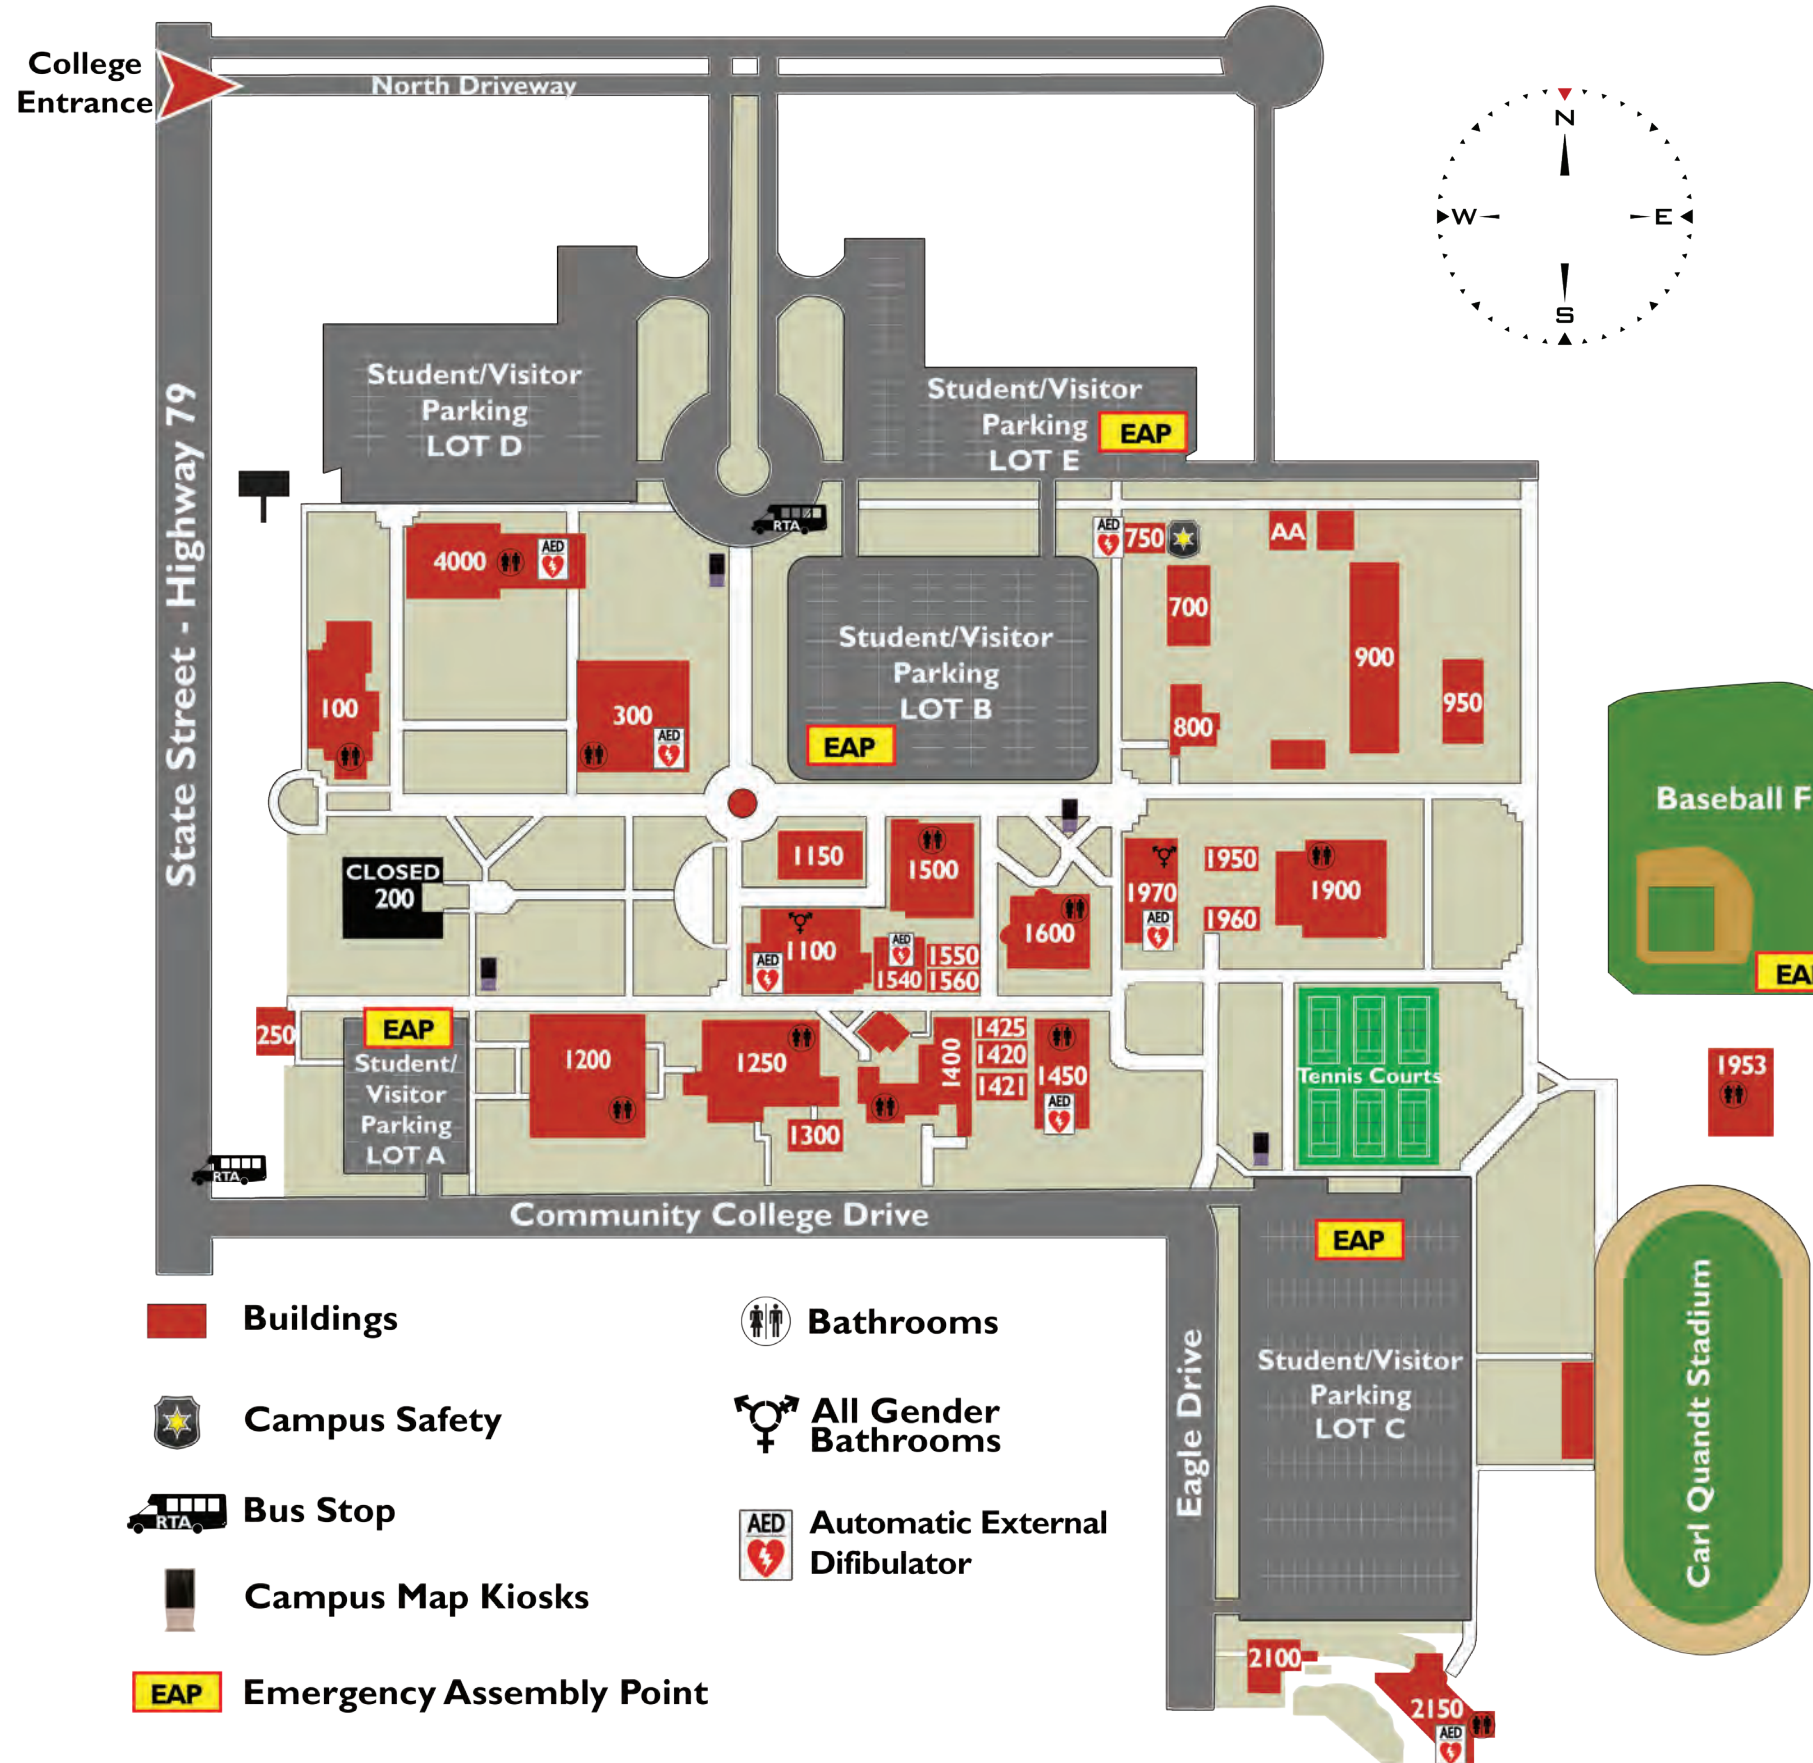 College
Entrance
North Driveway
N
W
E
S
State Street - Highway 79
Student/Visitor
Parking
LOT D
Student/Visitor
Parking
LOT E
EAP
RTA
4000
AED
AED
750
AA
700
900
950
800
100
300
AED
Student/Visitor
Parking
LOT B
EAP
Baseball F
EA
CLOSED
200
1150
1500
1100
AED
AED
1540
1550
1560
1600
1970
AED
1950
1960
1900
250
EAP
Student/
Visitor
Parking
LOT A
1200
1250
1300
1400
1425
1420
1421
1450
AED
Tennis Courts
1953
RTA
Community College Drive
EAP
Student/Visitor
Parking
LOT C
Eagle Drive
Carl Quandt Stadium
2100
2150
AED
Buildings
Campus Safety
RTA
Bus Stop
Campus Map Kiosks
EAP
Emergency Assembly Point
Bathrooms
All Gender
Bathrooms
AED
Automatic External
Difibulator